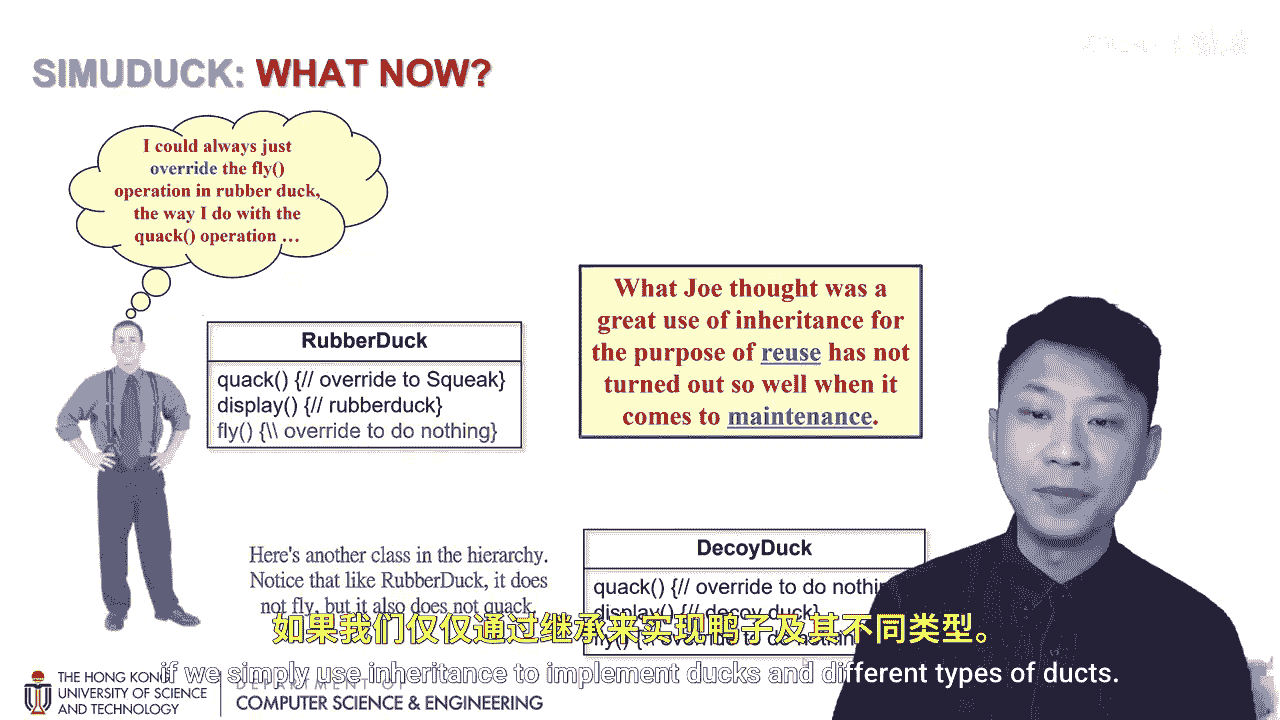 SIMUDUCK: WHAT NOW?
I could always just
override the fly()
operation in rubber duck,
the way I do with the
quack() operation …
RubberDuck
quack() {// override to Squeak}
display() {// rubberduck}
fly() {\\ override to do nothing}
What Joe thought was a
great use of inheritance for
the purpose of reuse has not
turned out so well when it
comes to maintenance.
Here's another class in the hierarchy.
Notice that like RubberDuck, it does
not fly, but it also does not quack.
DecoyDuck
quack() {// override to do nothin
display() {// decoy duck}
如果我们仅仅通过继承来实现鸭子及其不同类型。
if we simply use inheritance to implement ducks and different types of ducts.
THE HONG KONG
UNIVERSITY OF SCIENCE
AND TECHNOLOGY
DEPARTMENT OF
COMPUTER SCIENCE & ENGINEERING